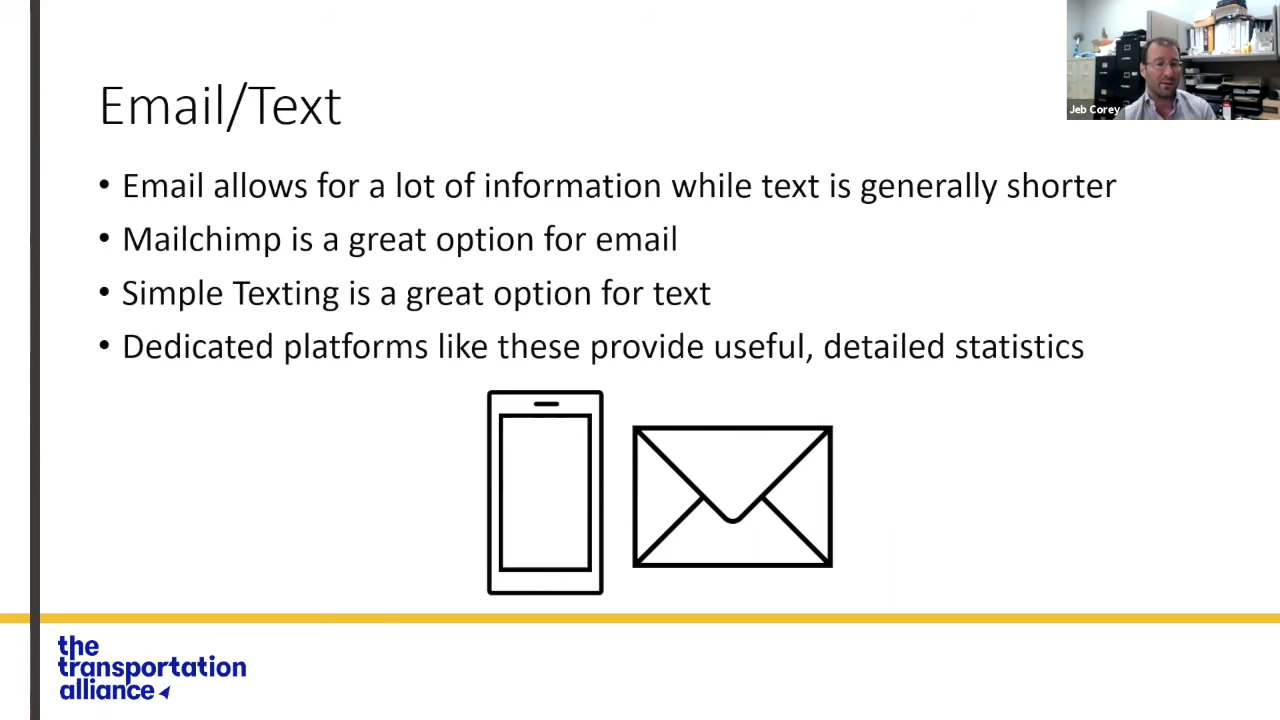 Email/Text
• Email allows for a lot of information while text is generally shorter
• Mailchimp is a great option for email
• Simple Texting is a great option for text
• Dedicated platforms like these provide useful, detailed statistics
Jeb Corey
the
transportation
alliance